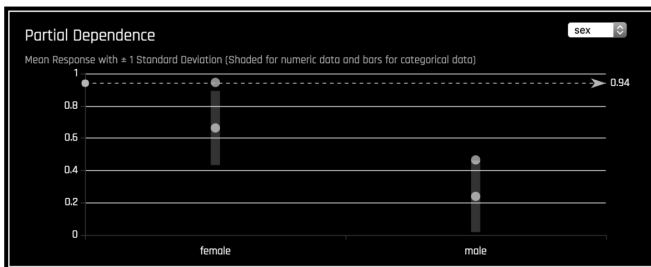 Partial Dependence
sex
Mean Response with ± 1 Standard Deviation (Shaded for numeric data and bars for categorical data)
1
0.94
0.8
0.6
0.4
0.2
0
female
male